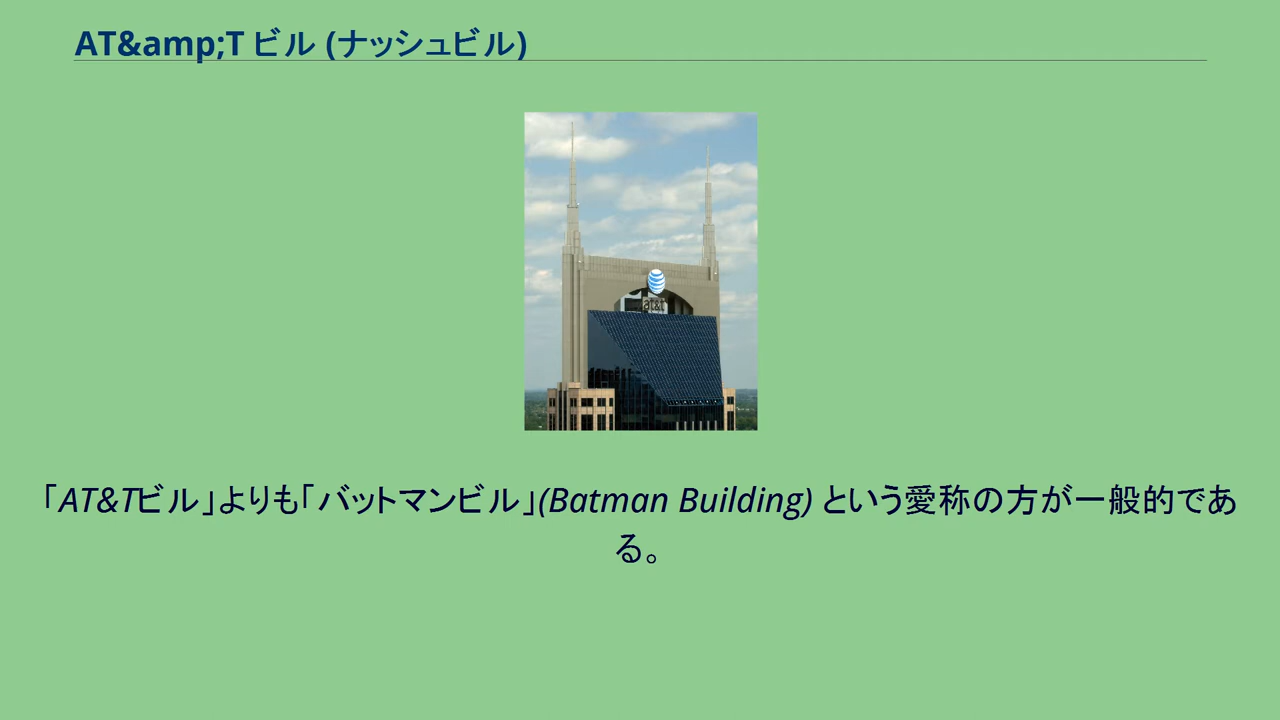 AT&amp;T ビル (ナッシュビル)
at&t
「AT&Tビル」よりも「バットマンビル」(Batman Building) という愛称の方が一般的であ
る。